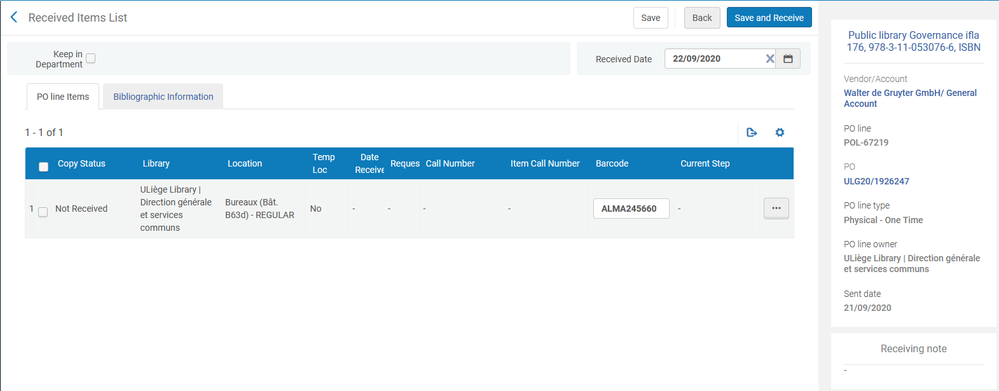 Received Items List
Save
Back
Save and Receive
Keep in
Department
Received Date
22/09/2020
PO line Items
Bibliographic Information
1 - 1 of 1
Copy Status
Library
Location
Temp
Loc
Date
Receive
Reques
Call Number
Item Call Number
Barcode
Current Step
1
Not Received
ULiège Library |
Direction générale
et services
communs
Bureaux (Bât.
B63d) - REGULAR
No
-
-
-
-
ALMA245660
-
Public library Governance ifla
176, 978-3-11-053076-6, ISBN
Vendor/Account
Walter de Gruyter GmbH/ General
Account
PO line
POL-67219
PO
ULG20/1926247
PO line type
Physical - One Time
PO line owner
ULiège Library | Direction générale
et services communs
Sent date
21/09/2020
Receiving note
-